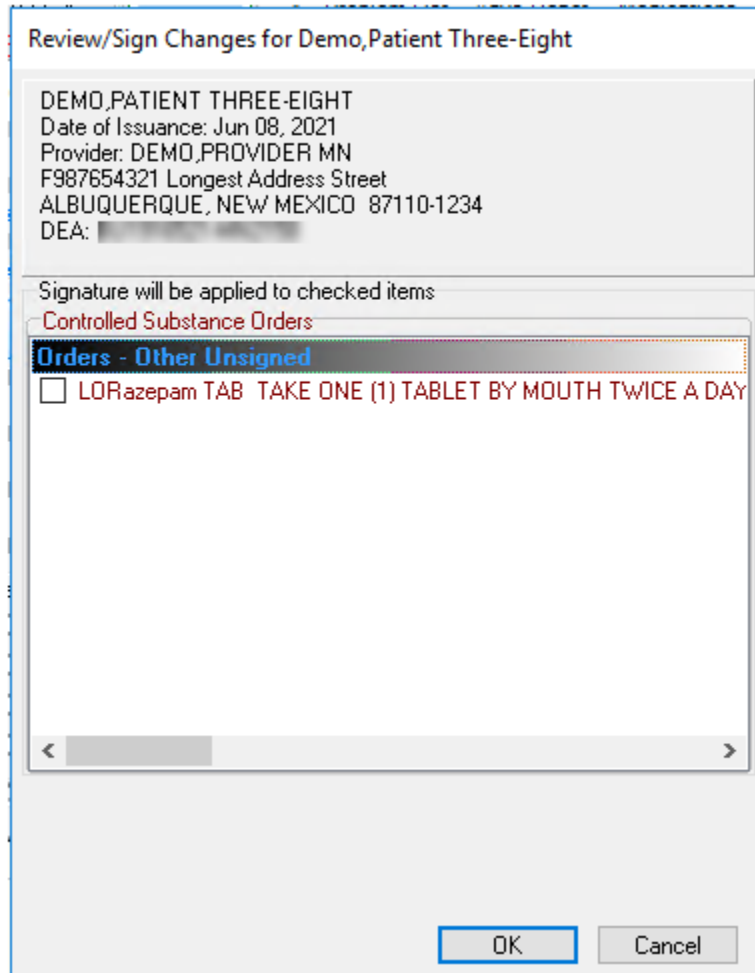 Review/Sign Changes for Demo,Patient Three-Eight
DEMO,PATIENT THREE-EIGHT
Date of Issuance: Jun 08, 2021
Provider: DEMO,PROVIDER MN
F987654321 Longest Address Street
ALBUQUERQUE, NEW MEXICO 87110-1234
DEA:
Signature will be applied to checked items
Controlled Substance Orders
Orders - Other Unsigned
LORazepam TAB TAKE ONE (1) TABLET BY MOUTH TWICE A DAY
OK
Cancel